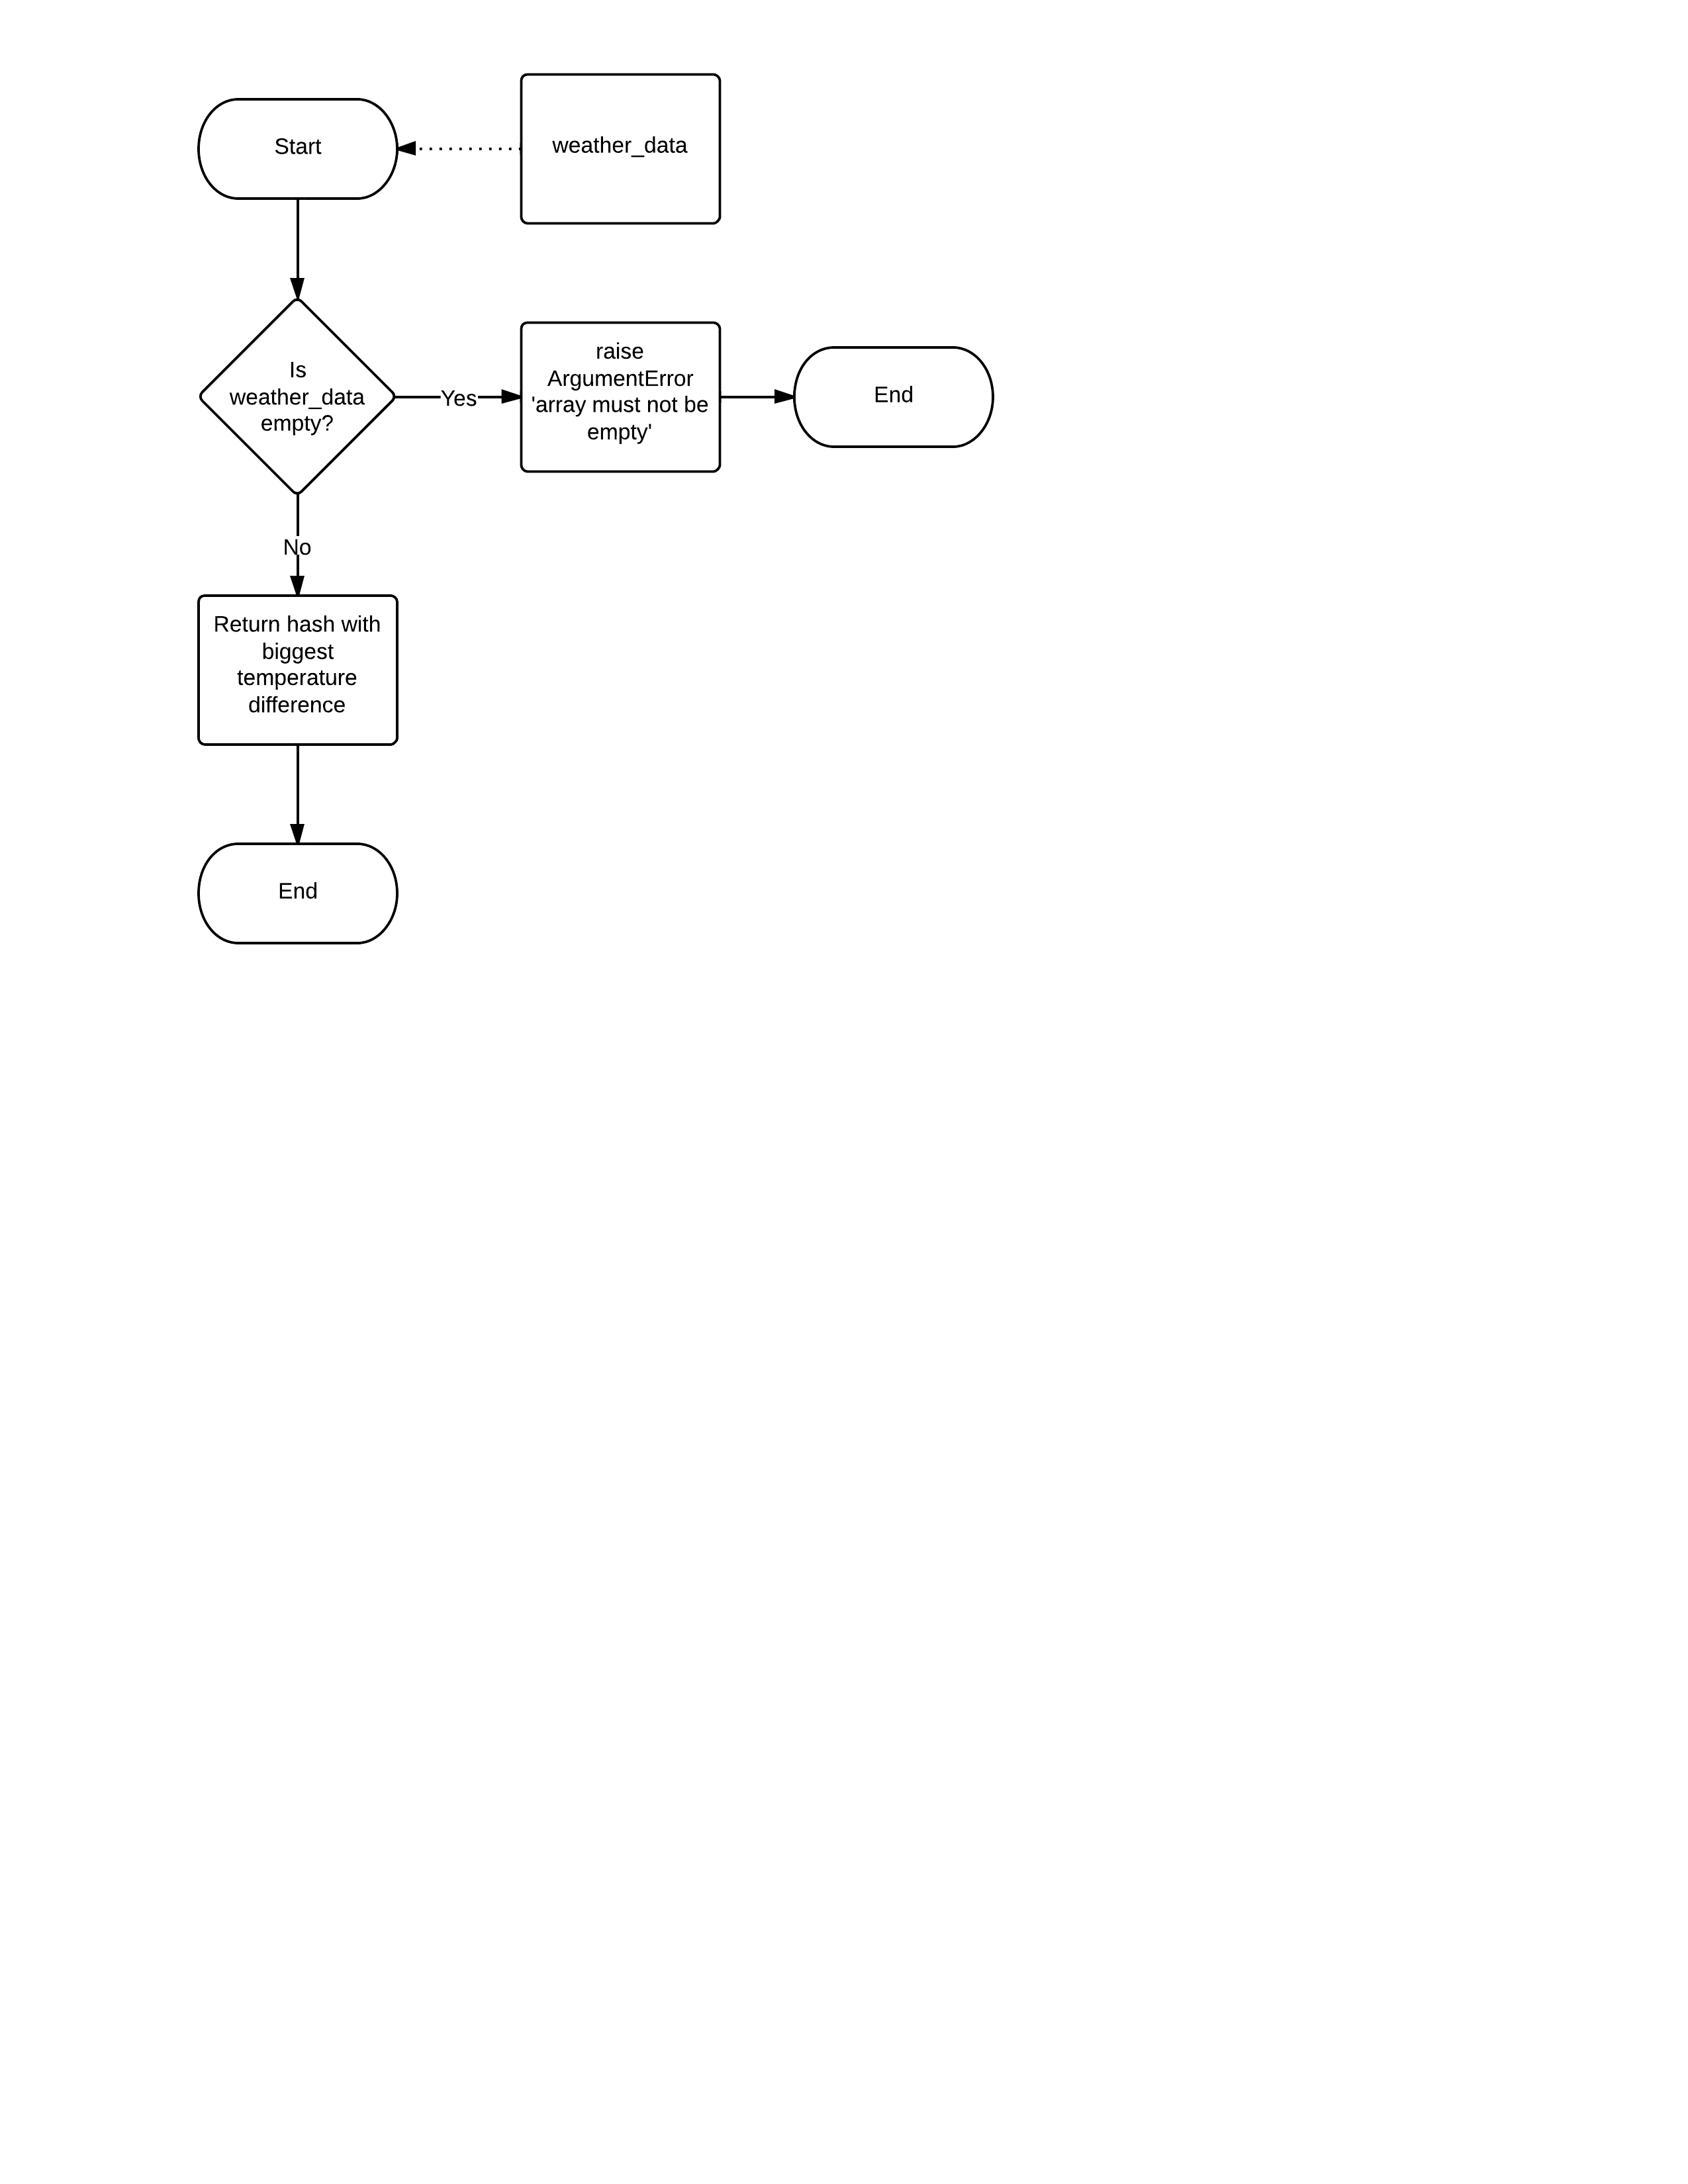 Start
weather_data
Is
weather_data
empty?
Yes
raise
ArgumentError
'array must not be
empty'
End
No
Return hash with
biggest
temperature
difference
End